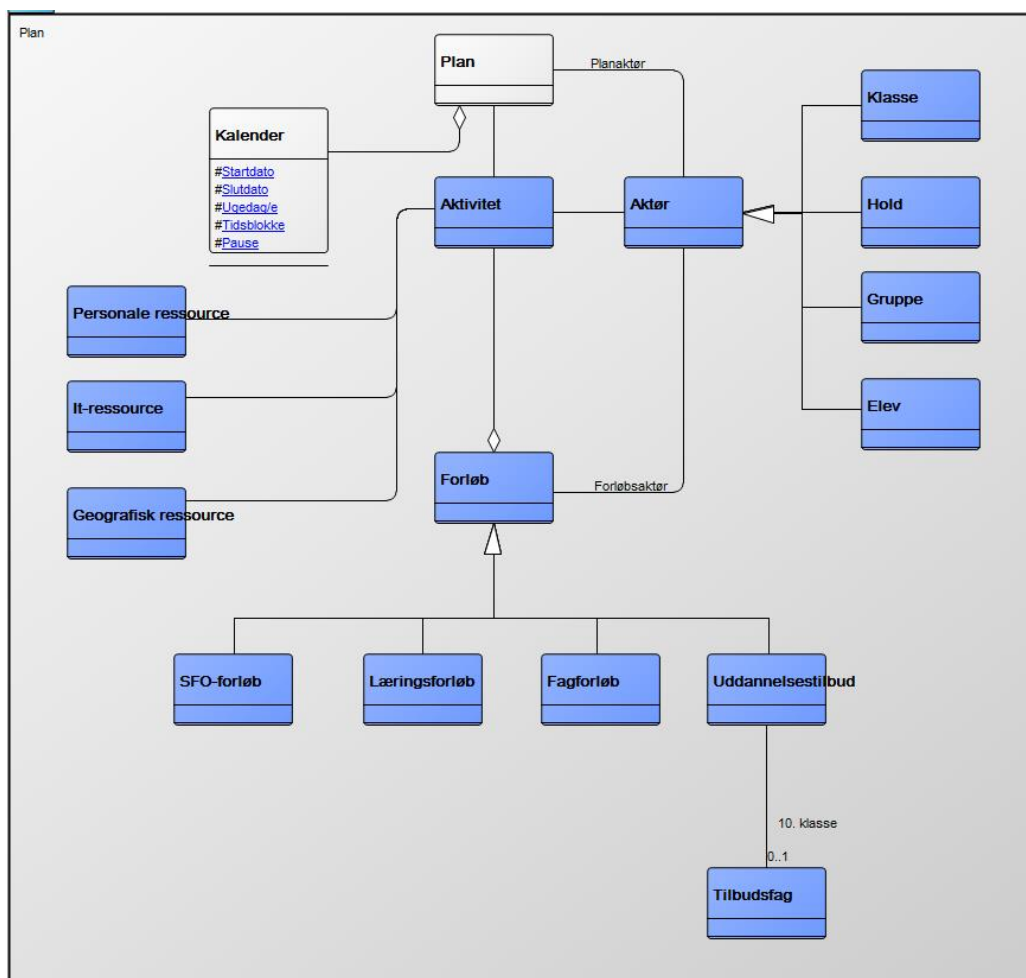 Plan
Plan
Planaktør
Klasse
Kalender
#Startdato
#Slutdato
#Ugedag/e
#Tidsblokke
#Pause
Aktivitet
Aktør
Hold
Personale ressource
Gruppe
It-ressource
Elev
Forløb
Forløbsaktør
Geografisk ressource
SFO-forløb
Læringsforløb
Fagforløb
Uddannelsestilbud
10. klasse
0..1
Tilbudsfag